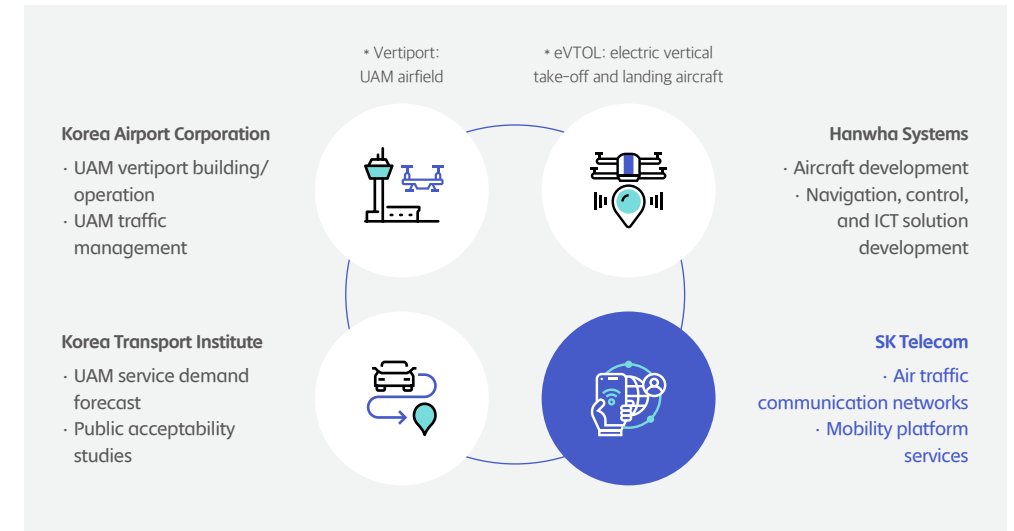 * Vertiport:
UAM airfield
* eVTOL: electric vertical
take-off and landing aircraft
Korea Airport Corporation
· UAM vertiport building/
operation
· UAM traffic
management
Hanwha Systems
· Aircraft development
· Navigation, control,
and ICT solution
development
Korea Transport Institute
· UAM service demand
forecast
· Public acceptability
studies
SK Telecom
· Air traffic
communication networks
· Mobility platform
services